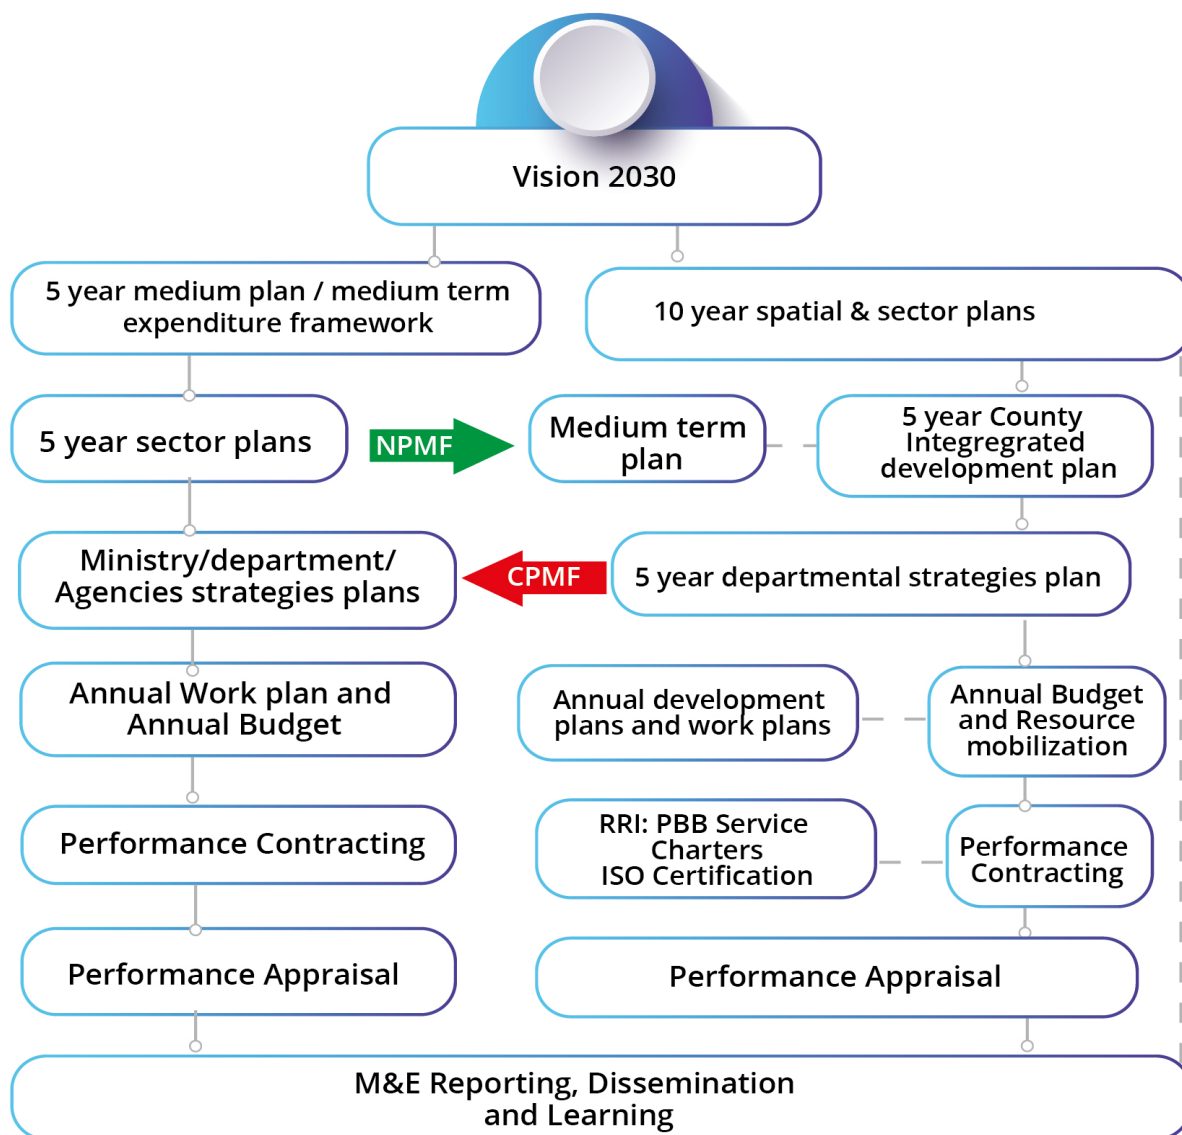 Vision 2030
5 year medium plan / medium term
expenditure framework
10 year spatial & sector plans
5 year sector plans
NPMF
Medium term
plan
5 year County
Integregrated
development plan
Ministry/department/
Agencies strategies plans
CPMF
5 year departmental strategies plan
Annual Work plan and
Annual Budget
Annual development
plans and work plans
Annual Budget
and Resource
mobilization
Performance Contracting
RRI: PBB Service
Charters
ISO Certification
Performance
Contracting
Performance Appraisal
Performance Appraisal
M&E Reporting, Dissemination
and Learning